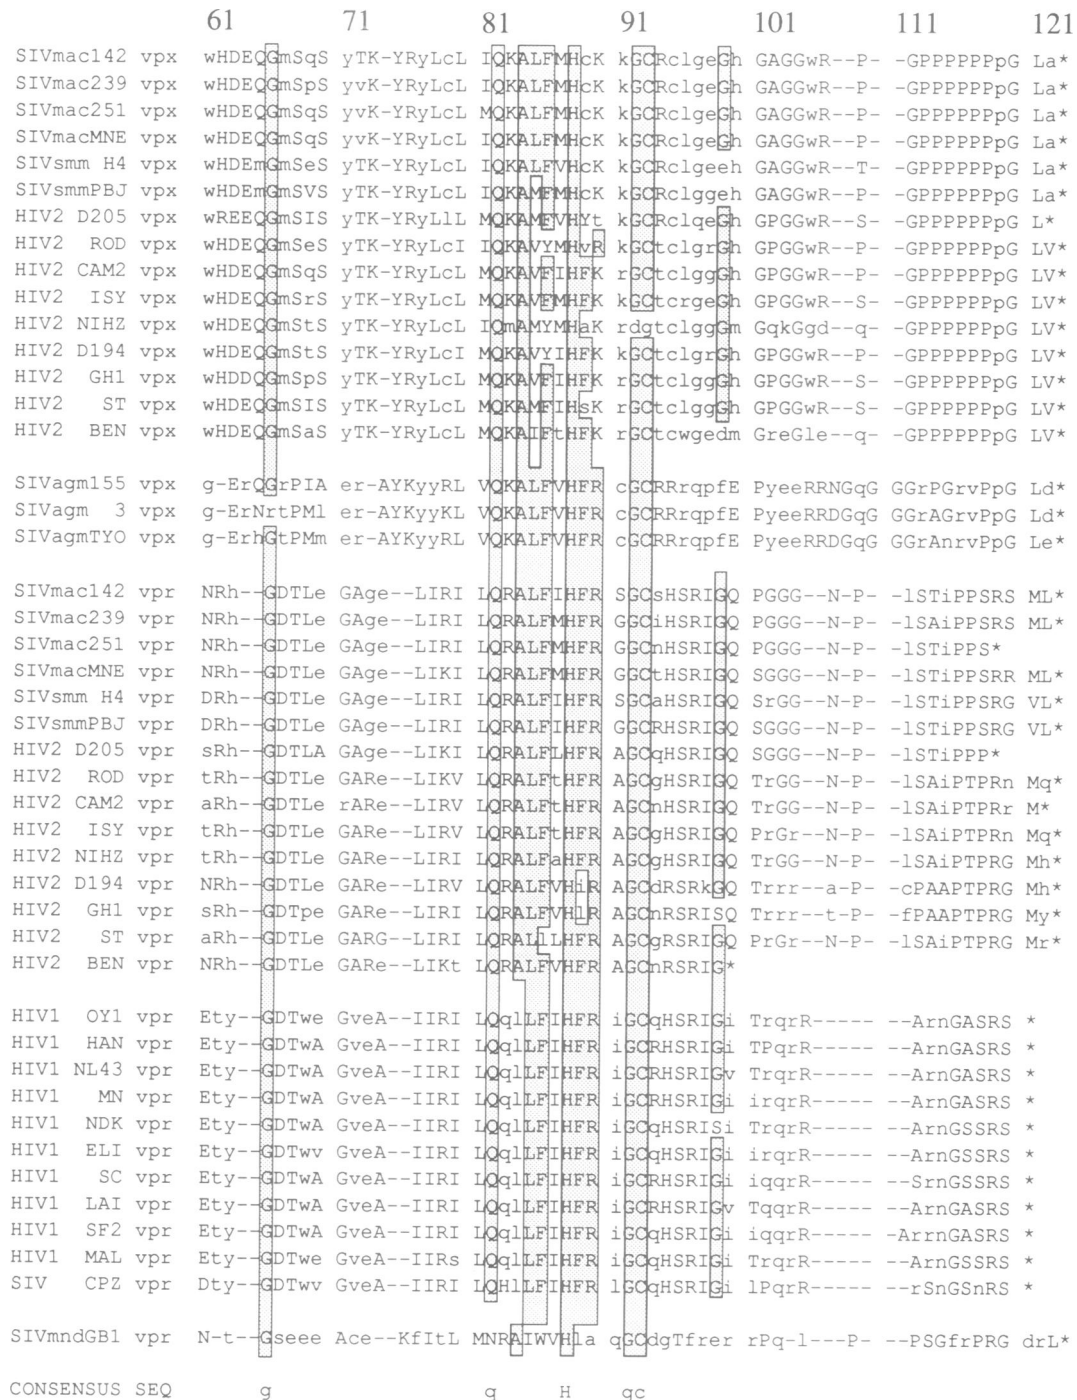 61 71 81 91 101 111 121
SIVmac142 vpx wHDEQGmSqS yTK-YRyLcL IQKALFMHcK kGCRclgeGh GAGGwR--P- -GPPPPPPpG La*
SIVmac239 vpx wHDEQGmSpS yvK-YRyLcL IQKALFMHcK kGCRclgeGh GAGGwR--P- -GPPPPPPpG La*
SIVmac251 vpx wHDEQGmSqS yvK-YRyLcL MQKALFMHcK kGCRclgeGh GAGGwR--P- -GPPPPPPpG La*
SIVmacMNE vpx wHDEQGmSqS yvK-YRyLcL IQKALFMHcK kGCRclgeGh GAGGwR--P- -GPPPPPPpG La*
SIVsmm H4 vpx wHDEmGmSeS yTK-YRyLcL IQKALFVHcK kGCRclgeeh GAGGwR--T- -GPPPPPPpG La*
SIVsmmPBJ vpx wHDEmGmSVS yTK-YRyLcL IQKAMFMHcK kGCRclggeh GAGGwR--P- -GPPPPPPpG La*
HIV2 D205 vpx wREEQGmSIS yTK-YRyLlL MQKAMFVHYt kGCRclqeGh GPGGwR--S- -GPPPPPPpG L*
HIV2 ROD vpx wHDEQGmSeS yTK-YRyLcI IQKAVYMHvR kGCtclgrGh GPGGwR--S- -GPPPPPPpG LV*
HIV2 CAM2 vpx wHDEQGmSqS yTK-YRyLcL MQKAVFIHFK rGCtclggGh GPGGwR--S- -GPPPPPPpG LV*
HIV2 ISY vpx wHDEQGmSrS yTK-YRyLcL MQKAVFMHFK kGCtcrgeGh GPGGwR--S- -GPPPPPPpG LV*
HIV2 NIHZ vpx wHDEQGmStS yTK-YRyLcL IQmAMYMHaK rdgtclggGm GqkGgd--q- -GPPPPPPpG LV*
HIV2 D194 vpx wHDEQGmStS yTK-YRyLcI MQKAVYIHFK kGCtclgrGh GPGGwR--P- -GPPPPPPpG LV*
HIV2 GH1 vpx wHDDQGmSpS yTK-YRyLcL MQKAVFIHFK rGCtclggGh GPGGwR--S- -GPPPPPPpG LV*
HIV2 ST vpx wHDEQGmSIS yTK-YRyLcL MQKAMFIHsK rGCtclggGh GPGGwR--S- -GPPPPPPpG LV*
HIV2 BEN vpx wHDEQGmSaS yTK-YRyLcL MQKAIFtHFK rGCtcwgedm GreGle--q- -GPPPPPPpG LV*
SIVagm155 vpx g-ErQGrPIA er-AYKyyRL VQKALFVHFR cGCRRrqpfE PyeeRRNGqG GGrPGrvPpG Ld*
SIVagm 3 vpx g-ErNrtPMl er-AYKyyKL VQKALFVHFR cGCRRrqpfE PyeeRRDGqG GGrAGrvPpG Ld*
SIVagmTYO vpx g-ErhGtPMm er-AYKyyRL VQKALFVHFR cGCRRrqpfE PyeeRRDGqG GGrAnrvPpG Le*
SIVmac142 vpr NRh--GDTLe GAge--LIRI LQRALFIHFR SGCsHSRIGQ PGGG--N-P- -lSTiPPSRS ML*
SIVmac239 vpr NRh--GDTLe GAge--LIRI LQRALFMHFR GGCiHSRIGQ PGGG--N-P- -lSAiPPSRS ML*
SIVmac251 vpr NRh--GDTLe GAge--LIRI LQRALFMHFR GGCnHSRIGQ PGGG--N-P- -lSTiPPS*
SIVmacMNE vpr NRh--GDTLe GAge--LIKI LQRALFMHFR GGCtHSRIGQ SGGG--N-P- -lSTiPPSRR ML*
SIVsmm H4 vpr DRh--GDTLe GAge--LIRI LQRALFIHFR SGCaHSRIGQ SrGG--N-P- -lSTiPPSRG VL*
SIVsmmPBJ vpr DRh--GDTLe GAge--LIRI LQRALFIHFR GGCRHSRIGQ SGGG--N-P- -lSTiPPSRG VL*
HIV2 D205 vpr sRh--GDTLA GAge--LIKI LQRALFLHFR AGCqHSRIGQ SGGG--N-P- -lSTiPPP*
HIV2 ROD vpr tRh--GDTLe GARe--LIKV LQRALFtHFR AGCgHSRIGQ TrGG--N-P- -lSAiPTPRn Mq*
HIV2 CAM2 vpr aRh--GDTLe rARe--LIRV LQRALFtHFR AGCnHSRIGQ TrGG--N-P- -lSAiPTPRr M*
HIV2 ISY vpr tRh--GDTLe GARe--LIRV LQRALFtHFR AGCgHSRIGQ PrGr--N-P- -lSAiPTPRn Mq*
HIV2 NIHZ vpr tRh--GDTLe GARe--LIRI LQRALFaHFR AGCgHSRIGQ TrGG--N-P- -lSAiPTPRG Mh*
HIV2 D194 vpr NRh--GDTLe GARe--LIRV LQRALFVHiR AGCdRSRkGQ Trrr--a-P- -cPAAPTPRG Mh*
HIV2 GH1 vpr sRh--GDTpe GARe--LIRI LQRALFVHlR AGCnRSRISQ Trrr--t-P- -fPAAPTPRG My*
HIV2 ST vpr aRh--GDTLe GARG--LIRI LQRALlLHFR AGCgRSRIGQ PrGr--N-P- -lSAiPTPRG Mr*
HIV2 BEN vpr NRh--GDTLe GARe--LIKt LQRALFVHFR AGCnRSRIG*
HIV1 OY1 vpr Ety--GDTwe GveA--IIRI LQqlLFIHFR iGCqHSRIGi TrqrR----- --ArnGASRS *
HIV1 HAN vpr Ety--GDTwA GveA--IIRI LQqlLFIHFR iGCRHSRIGi TPqrR----- --ArnGASRS *
HIV1 NL43 vpr Ety--GDTwA GveA--IIRI LQqlLFIHFR iGCRHSRIGv TrqrR----- --ArnGASRS *
HIV1 MN vpr Ety--GDTwA GveA--IIRI LQqlLFIHFR iGCRHSRIGi irqrR----- --ArnGASRS *
HIV1 NDK vpr Ety--GDTwA GveA--IIRI LQqlLFIHFR iGCqHSRISi TrqrR----- --ArnGSSRS *
HIV1 ELI vpr Ety--GDTwv GveA--IIRI LQqlLFIHFR iGCqHSRIGi irqrR----- --ArnGSSRS *
HIV1 SC vpr Ety--GDTwA GveA--IIRI LQqlLFIHFR iGCRHSRIGi iqqrR----- --SrnGSSRS *
HIV1 LAI vpr Ety--GDTwA GveA--IIRI LQqlLFIHFR iGCRHSRIGv TqqrR----- --ArnGSSRS *
HIV1 SF2 vpr Ety--GDTwA GveA--IIRI LQqlLFIHFR iGCqHSRIGi iqqrR----- -ArrnGASRS *
HIV1 MAL vpr Ety--GDTwe GveA--IIRs LQqlLFIHFR iGCqHSRIGi TrqrR----- --ArnGSSRS *
SIV CPZ vpr Dty--GDTwv GveA--IIRI LQHlLFIHFR lGCqHSRIGi lPqrR----- --rSnGSnRS *
SIVmndGB1 vpr N-t--Gseee Ace--KfItL MNRAIWVHla qGCdgTfrer rPq-l---P- --PSGfrPRG drL*
CONSENSUS SEQ g q H gc